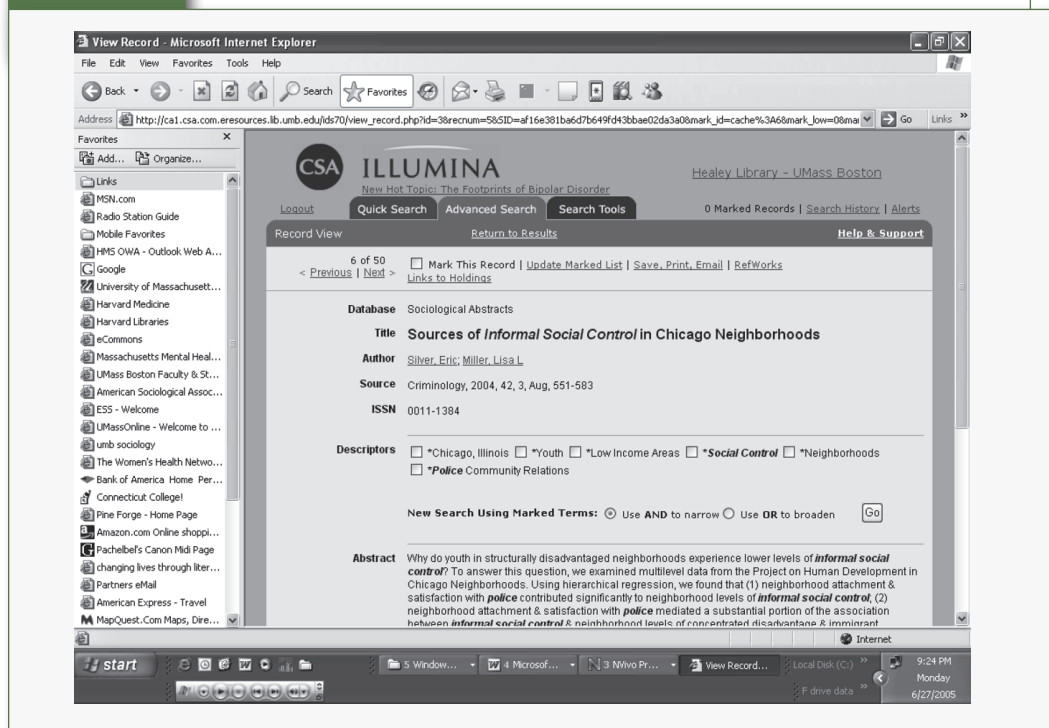 View Record - Microsoft Internet Explorer
File Edit View Favorites Tools Help
Back Search Favorites
Address http://ca1.csa.com.eresources.lib.umb.edu/ids70/view_record.php?id=3&recnum=5&SID=af16e381ba6d7b649fd43bbae02da3a0&mark_id=cache%3A6&mark_low=0&mar Go Links »
Favorites x
Add... Organize...
Links
MSN.com
Radio Station Guide
Mobile Favorites
HMS OWA - Outlook Web A...
Google
University of Massachusett...
Harvard Medicine
Harvard Libraries
eCommons
Massachusetts Mental Heal...
UMass Boston Faculty & St...
American Sociological Assoc...
ESS - Welcome
UMassOnline - Welcome to ...
umb sociology
The Women's Health Netwo...
Bank of America Home Per...
Connecticut College!
Pine Forge - Home Page
Amazon.com Online shoppi...
Pachelbel's Canon Midi Page
changing lives through liter...
Partners eMail
American Express - Travel
MapQuest.Com Maps, Dire...
CSA ILLUMINA
New Hot Topic: The Footprints of Bipolar Disorder
Healey Library - UMass Boston
Logout Quick Search Advanced Search Search Tools 0 Marked Records | Search History | Alerts
Record View Return to Results Help & Support
6 of 50
< Previous | Next >
Mark This Record | Update Marked List | Save, Print, Email | RefWorks
Links to Holdings
Database Sociological Abstracts
Title Sources of Informal Social Control in Chicago Neighborhoods
Author Silver, Eric; Miller, Lisa L
Source Criminology, 2004, 42, 3, Aug, 551-583
ISSN 0011-1384
Descriptors *Chicago, Illinois *Youth *Low Income Areas *Social Control *Neighborhoods
*Police Community Relations
New Search Using Marked Terms: Use AND to narrow Use OR to broaden Go
Abstract Why do youth in structurally disadvantaged neighborhoods experience lower levels of informal social
control? To answer this question, we examined multilevel data from the Project on Human Development in
Chicago Neighborhoods. Using hierarchical regression, we found that (1) neighborhood attachment &
satisfaction with police contributed significantly to neighborhood levels of informal social control; (2)
neighborhood attachment & satisfaction with police mediated a substantial portion of the association
between informal social control & neighborhood levels of concentrated disadvantage & immigrant
Internet
start 5 Window... 4 Microsof... 3 NVivo Pr... View Record... Local Disk (C:) » 9:24 PM
Monday
F drive data » 6/27/2005